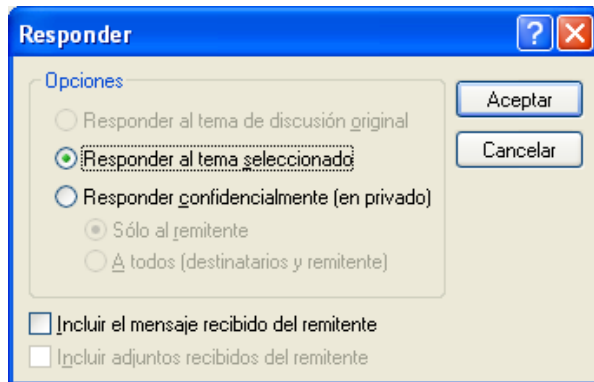 Responder
Opciones
Responder al tema de discusión original
Responder al tema seleccionado
Responder confidencialmente (en privado)
Sólo al remitente
A todos (destinatarios y remitente)
Aceptar
Cancelar
Incluir el mensaje recibido del remitente
Incluir adjuntos recibidos del remitente